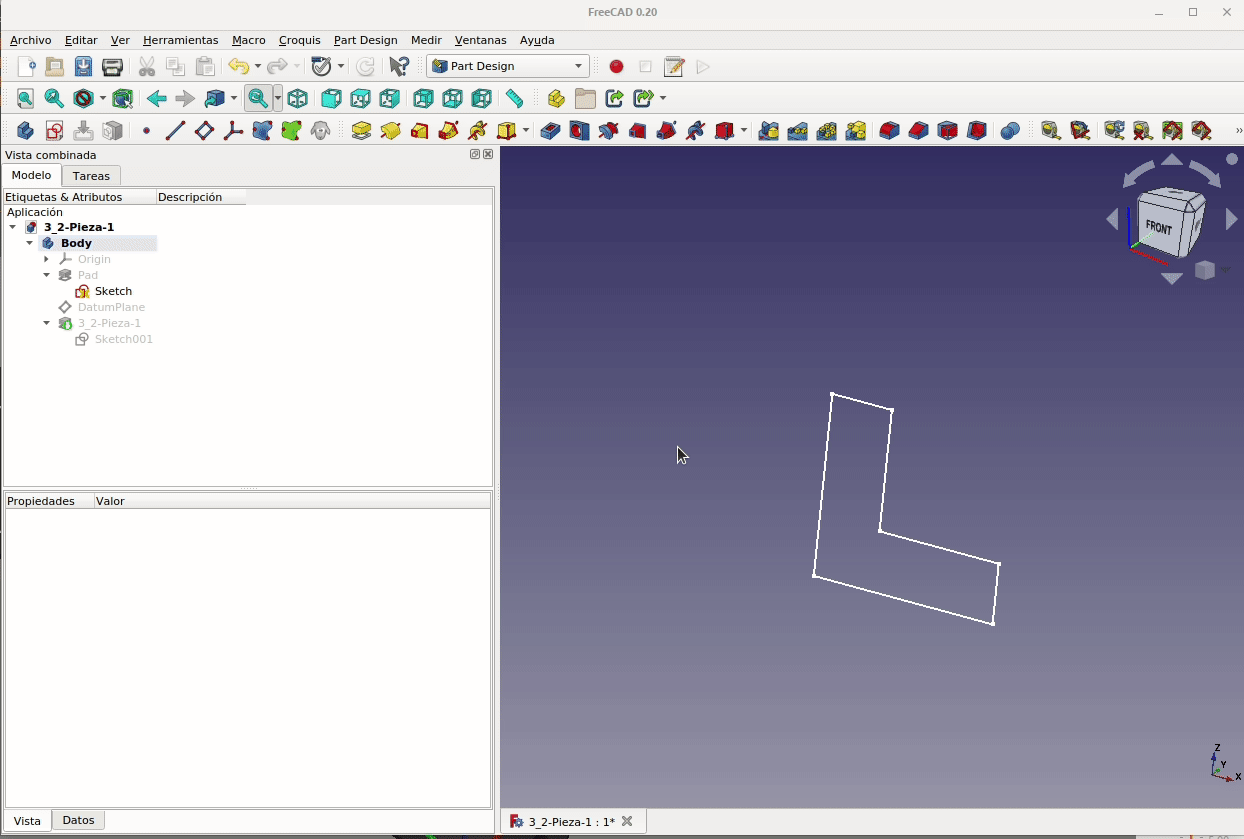 FreeCAD 0.20
Archivo Editar Ver Herramientas Macro Croquis Part Design Medir Ventanas Ayuda
Part Design
Vista combinada
Modelo Tareas
Etiquetas & Atributos Descripción
Aplicación
3_2-Pieza-1
Body
Origin
Pad
Sketch
DatumPlane
3_2-Pieza-1
Sketch001
Propiedades Valor
FRONT
Z
Y
X
Vista Datos
3_2-Pieza-1 : 1*